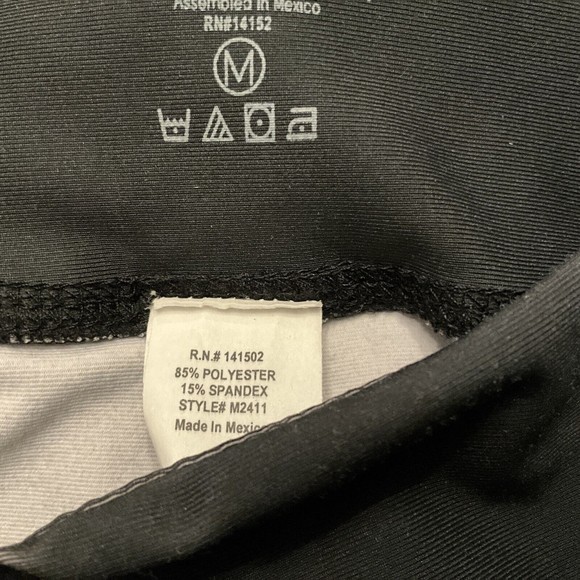 Assembled in Mexico
RN#14152
M
R.N.# 141502
85% POLYESTER
15% SPANDEX
STYLE# M2411
Made in Mexico